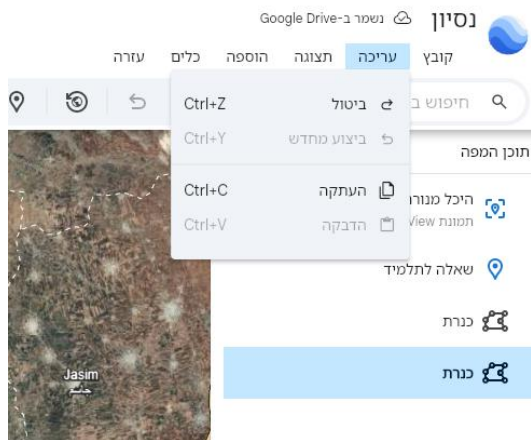 נסיון
נשמר ב-Google Drive
קובץ עריכה תצוגה הוספה כלים עזרה
חיפוש ב
ביטול Ctrl+Z
ביצוע מחדש Ctrl+Y
העתקה Ctrl+C
הדבקה Ctrl+V
תוכן המפה
היכל מנורה
תמונת View
שאלה לתלמיד
כנרת
כנרת
Jasim
جاسم